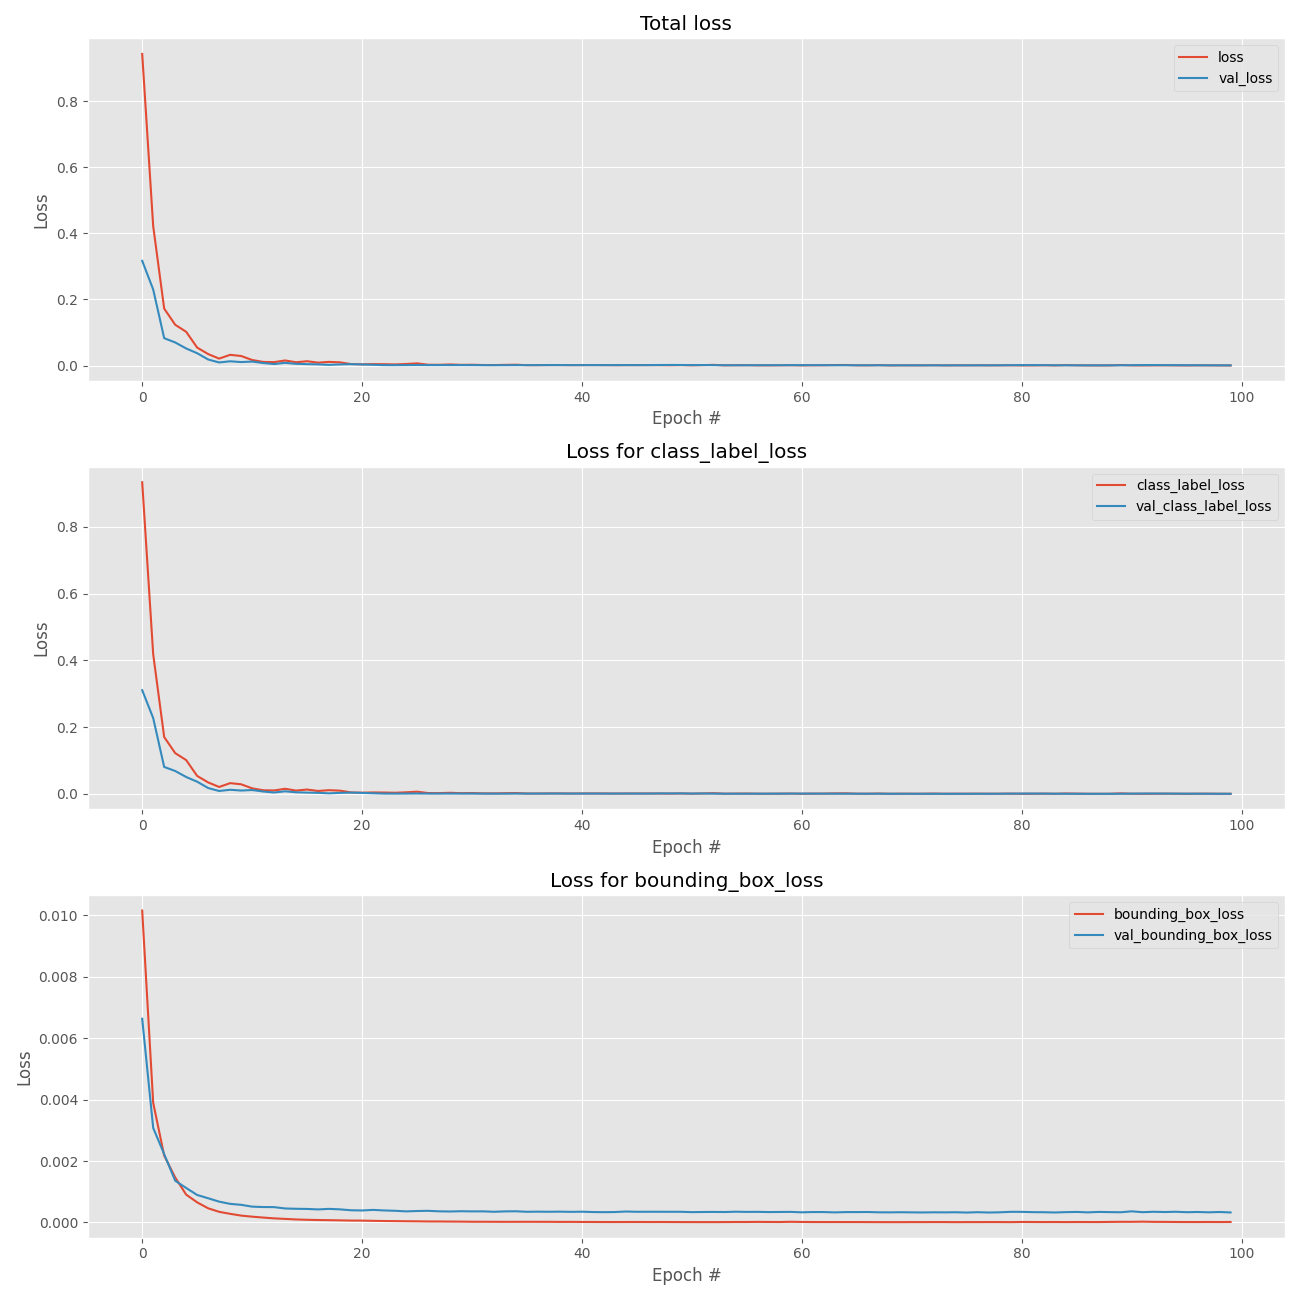 Total loss
loss
val_loss
0.8
0.6
0.4
0.2
0.0
Loss
0 20 40 60 80 100
Epoch #
Loss for class_label_loss
class_label_loss
val_class_label_loss
0.8
0.6
0.4
0.2
0.0
Loss
0 20 40 60 80 100
Epoch #
Loss for bounding_box_loss
bounding_box_loss
val_bounding_box_loss
0.010
0.008
0.006
0.004
0.002
0.000
Loss
0 20 40 60 80 100
Epoch #